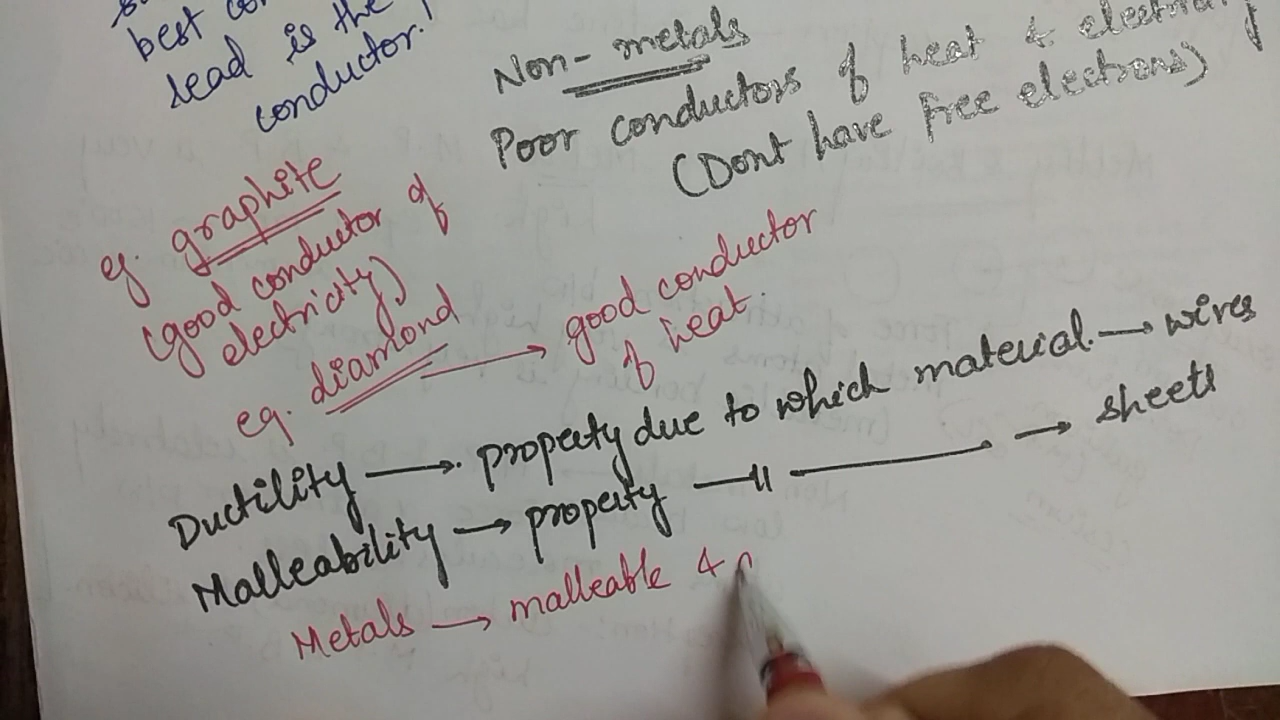 best
lead is the
conductor.
Non-metals
Poor conductors of heat & electricity
(Dont have free electrons)
eg. graphite
(good conductor of
electricity)
eg. diamond → good conductor
of heat.
Ductility → property due to which material → wires
Malleability → property —〃— → sheets
Metals → malleable &